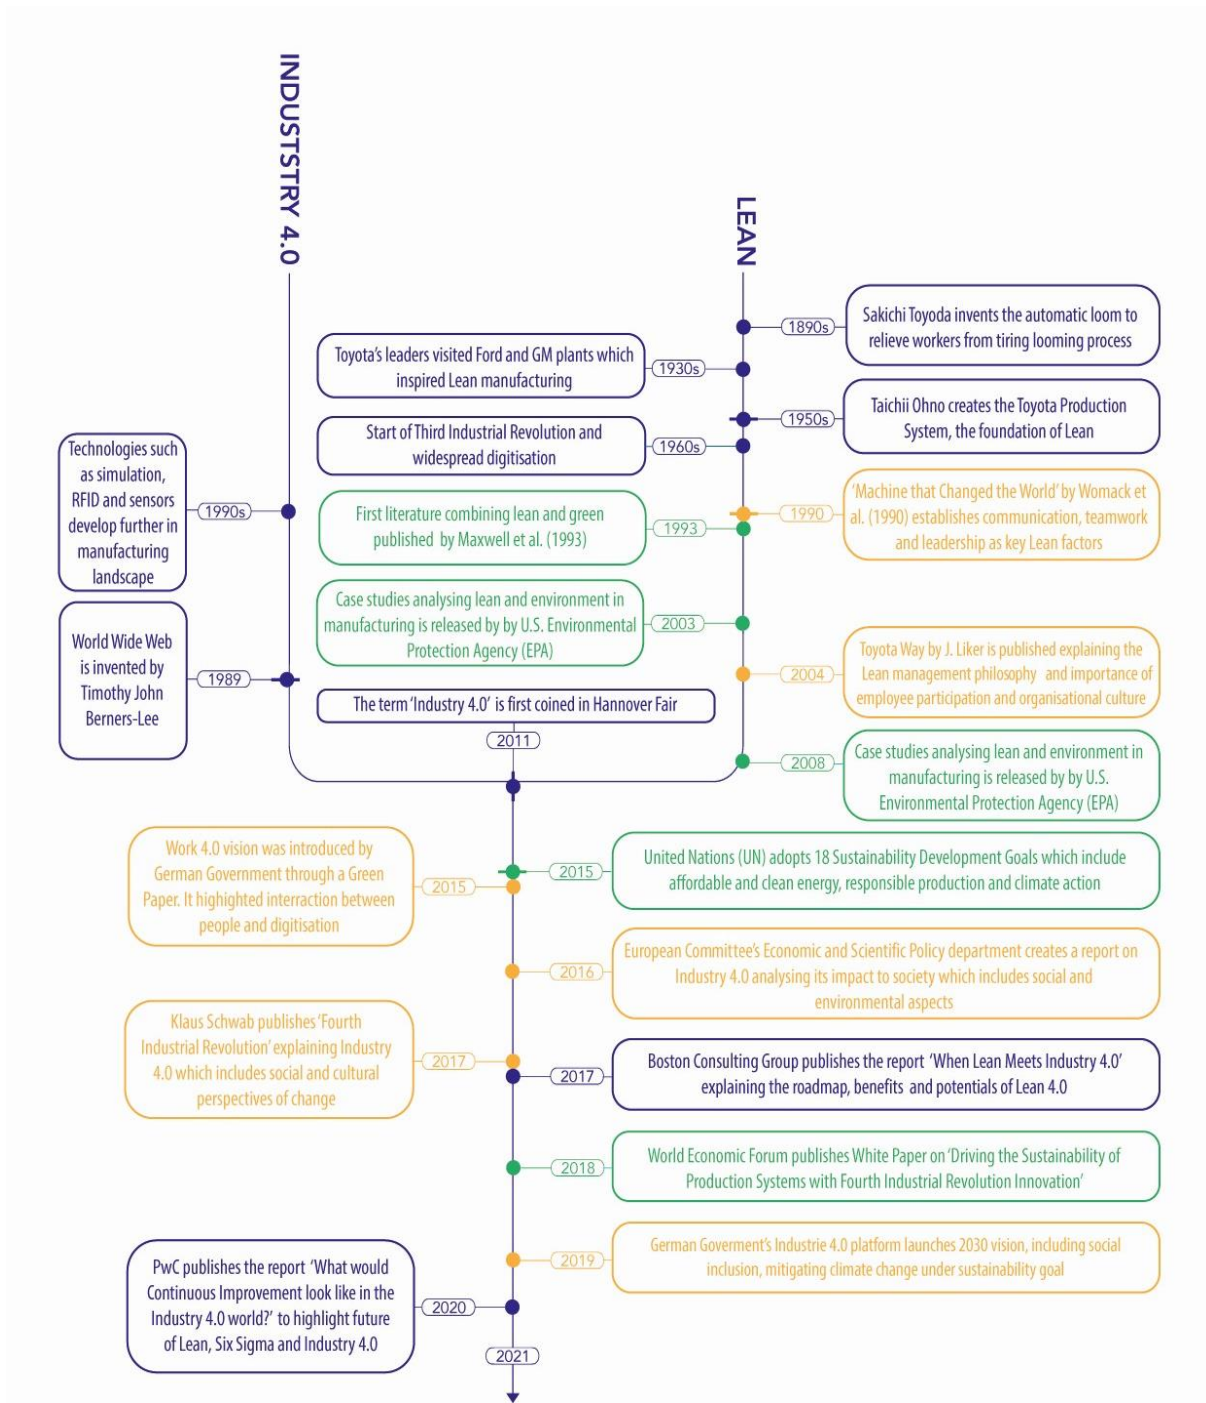 INDUSTSTRY 4.0
LEAN
1890s
Sakichi Toyoda invents the automatic loom to
relieve workers from tiring looming process
Toyota's leaders visited Ford and GM plants which
inspired Lean manufacturing
1930s
1950s
Taichii Ohno creates the Toyota Production
System, the foundation of Lean
Start of Third Industrial Revolution and
widespread digitisation
1960s
Technologies such
as simulation,
RFID and sensors
develop further in
manufacturing
landscape
1990s
1990
'Machine that Changed the World' by Womack et
al. (1990) establishes communication, teamwork
and leadership as key Lean factors
First literature combining lean and green
published by Maxwell et al. (1993)
1993
Case studies analysing lean and environment in
manufacturing is released by by U.S. Environmental
Protection Agency (EPA)
2003
World Wide Web
is invented by
Timothy John
Berners-Lee
1989
2004
Toyota Way by J. Liker is published explaining the
Lean management philosophy and importance of
employee participation and organisational culture
The term 'Industry 4.0' is first coined in Hannover Fair
2011
2008
Case studies analysing lean and environment in
manufacturing is released by by U.S.
Environmental Protection Agency (EPA)
Work 4.0 vision was introduced by
German Government through a Green
Paper. It highlighted interraction between
people and digitisation
2015
2015
United Nations (UN) adopts 18 Sustainability Development Goals which include
affordable and clean energy, responsible production and climate action
2016
European Committee's Economic and Scientific Policy department creates a report on
Industry 4.0 analysing its impact to society which includes social and
environmental aspects
Klaus Schwab publishes 'Fourth
Industrial Revolution' explaining Industry
4.0 which includes social and cultural
perspectives of change
2017
2017
Boston Consulting Group publishes the report 'When Lean Meets Industry 4.0'
explaining the roadmap, benefits and potentials of Lean 4.0
2018
World Economic Forum publishes White Paper on 'Driving the Sustainability of
Production Systems with Fourth Industrial Revolution Innovation'
2019
German Goverment's Industrie 4.0 platform launches 2030 vision, including social
inclusion, mitigating climate change under sustainability goal
PwC publishes the report 'What would
Continuous Improvement look like in the
Industry 4.0 world?' to highlight future
of Lean, Six Sigma and Industry 4.0
2020
2021